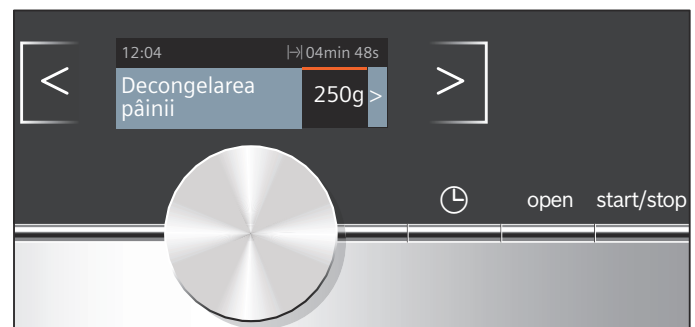 12:04 04min 48s
Decongelarea
pâinii
250g >
< >
open start/stop